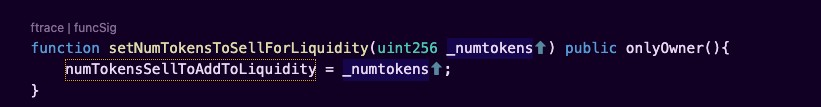 ftrace | funcSig
function setNumTokensToSellForLiquidity(uint256 _numtokens⬆) public onlyOwner(){
numTokensSellToAddToLiquidity = _numtokens⬆;
}